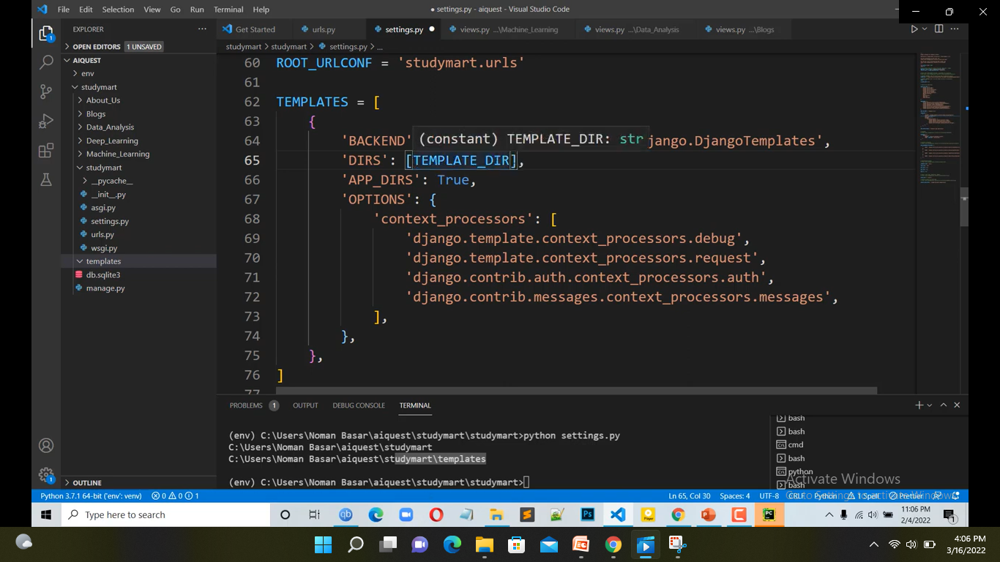 File Edit Selection View Go Run Terminal Help
● settings.py - aiquest - Visual Studio Code
EXPLORER
OPEN EDITORS 1 UNSAVED
AIQUEST
env
studymart
About_Us
Blogs
Data_Analysis
Deep_Learning
Machine_Learning
studymart
__pycache__
__init__.py
asgi.py
settings.py
urls.py
wsgi.py
templates
db.sqlite3
manage.py
OUTLINE
Get Started urls.py settings.py ● views.py ...\Machine_Learning views.py ...\Data_Analysis views.py ...\Blogs
studymart > studymart > settings.py > ...
60 ROOT_URLCONF = 'studymart.urls'
61
62 TEMPLATES = [
63 {
(constant) TEMPLATE_DIR: str
64 'BACKEND' jango.DjangoTemplates',
65 'DIRS': [TEMPLATE_DIR],
66 'APP_DIRS': True,
67 'OPTIONS': {
68 'context_processors': [
69 'django.template.context_processors.debug',
70 'django.template.context_processors.request',
71 'django.contrib.auth.context_processors.auth',
72 'django.contrib.messages.context_processors.messages',
73 ],
74 },
75 },
76 ]
77
PROBLEMS 1 OUTPUT DEBUG CONSOLE TERMINAL
(env) C:\Users\Noman Basar\aiquest\studymart\studymart>python settings.py
C:\Users\Noman Basar\aiquest\studymart
C:\Users\Noman Basar\aiquest\studymart\templates
(env) C:\Users\Noman Basar\aiquest\studymart\studymart>
bash
bash
cmd
bash
python
bash
Activate Windows
Go to Settings to activate Windows.
Python 3.7.1 64-bit ('env': venv) 0 0 1 Ln 65, Col 30 Spaces: 4 UTF-8 CRLF Python Spell Prettier
Type here to search
11:06 PM
2/4/2022
4:06 PM
3/16/2022